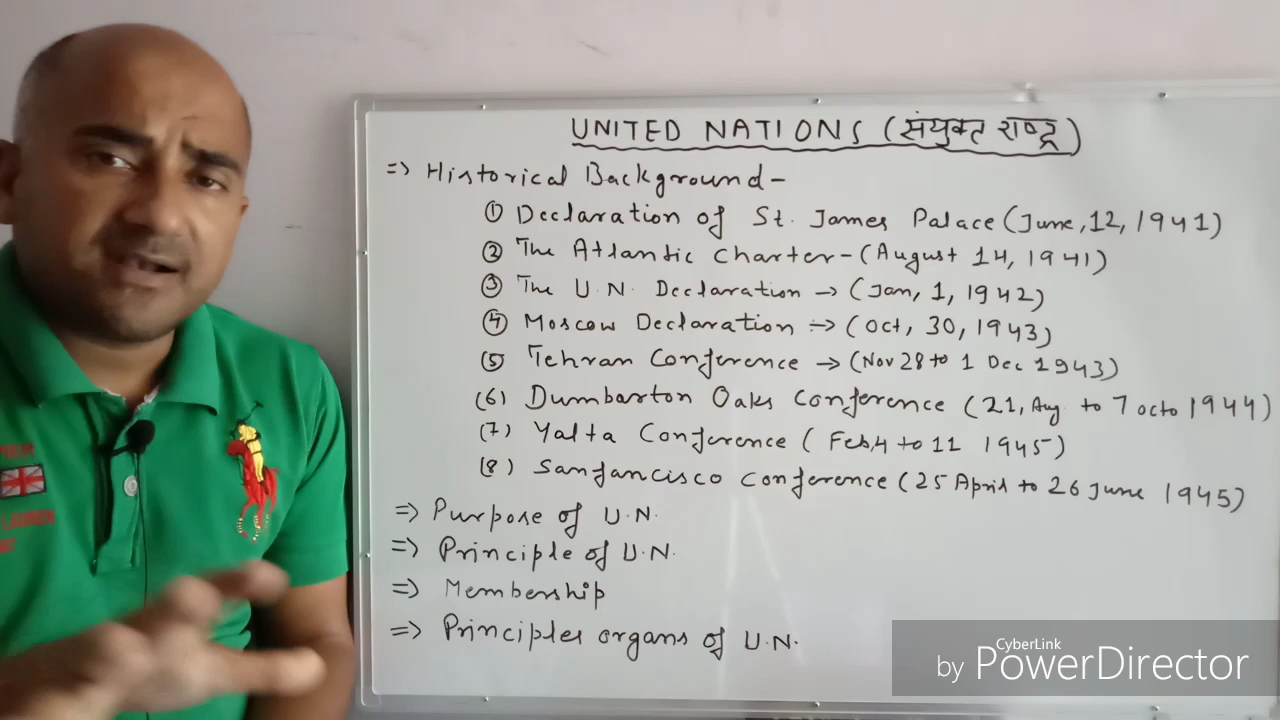 UNITED NATIONS (संयुक्त राष्ट्र)
=> Historical Background -
① Declaration of St. James Palace (June, 12, 1941)
② The Atlantic Charter - (August 14, 1941)
③ The U.N. Declaration → (Jan, 1, 1942)
④ Moscow Declaration → (Oct, 30, 1943)
⑤ Tehran Conference → (Nov 28 to 1 Dec 1943)
(6) Dumbarton Oaks Conference (21, Aug. to 7 octo 1944)
(7) Yalta Conference ( Feb,4 to 11 1945)
(8) Sanfancisco Conference (25 April to 26 June 1945)
=> Purpose of U.N.
=> Principle of U.N.
=> Membership
=> Principles organs of U.N.
CyberLink
by PowerDirector